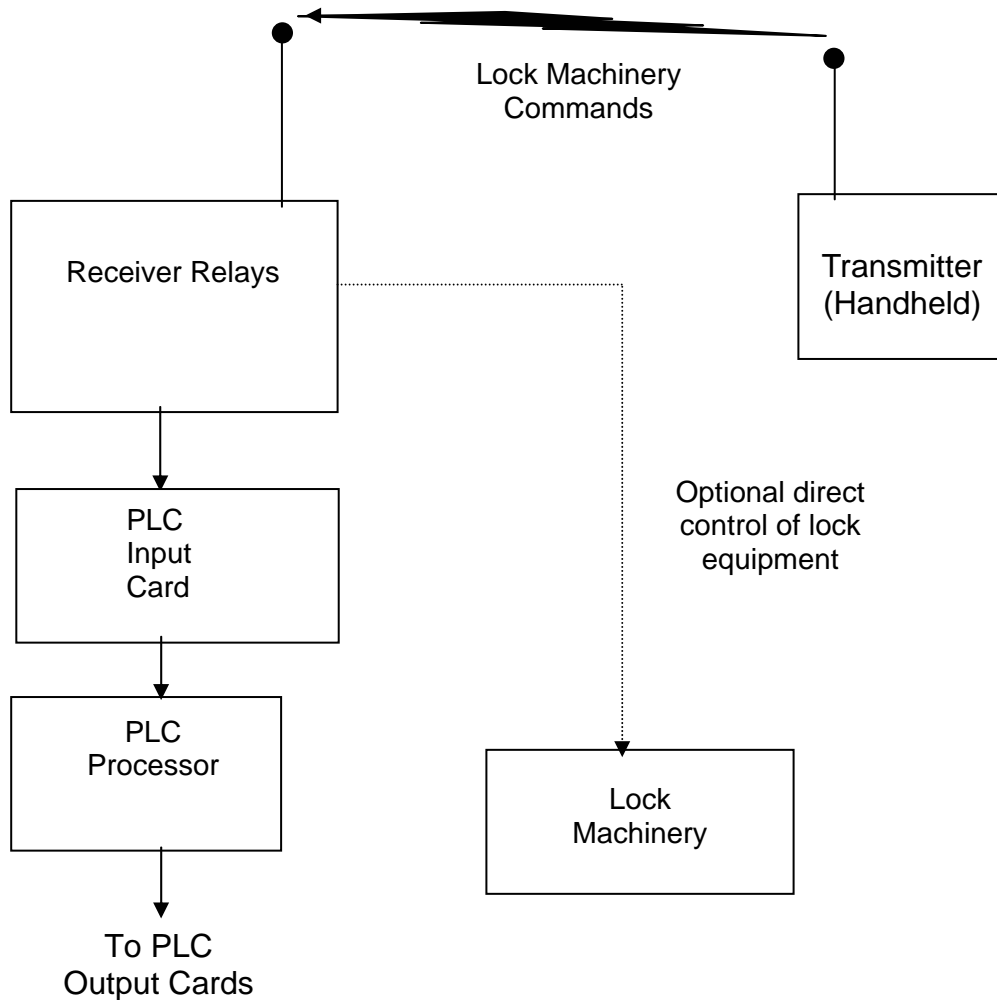 Lock Machinery
Commands
Receiver Relays
Transmitter
(Handheld)
PLC
Input
Card
Optional direct
control of lock
equipment
PLC
Processor
Lock
Machinery
To PLC
Output Cards